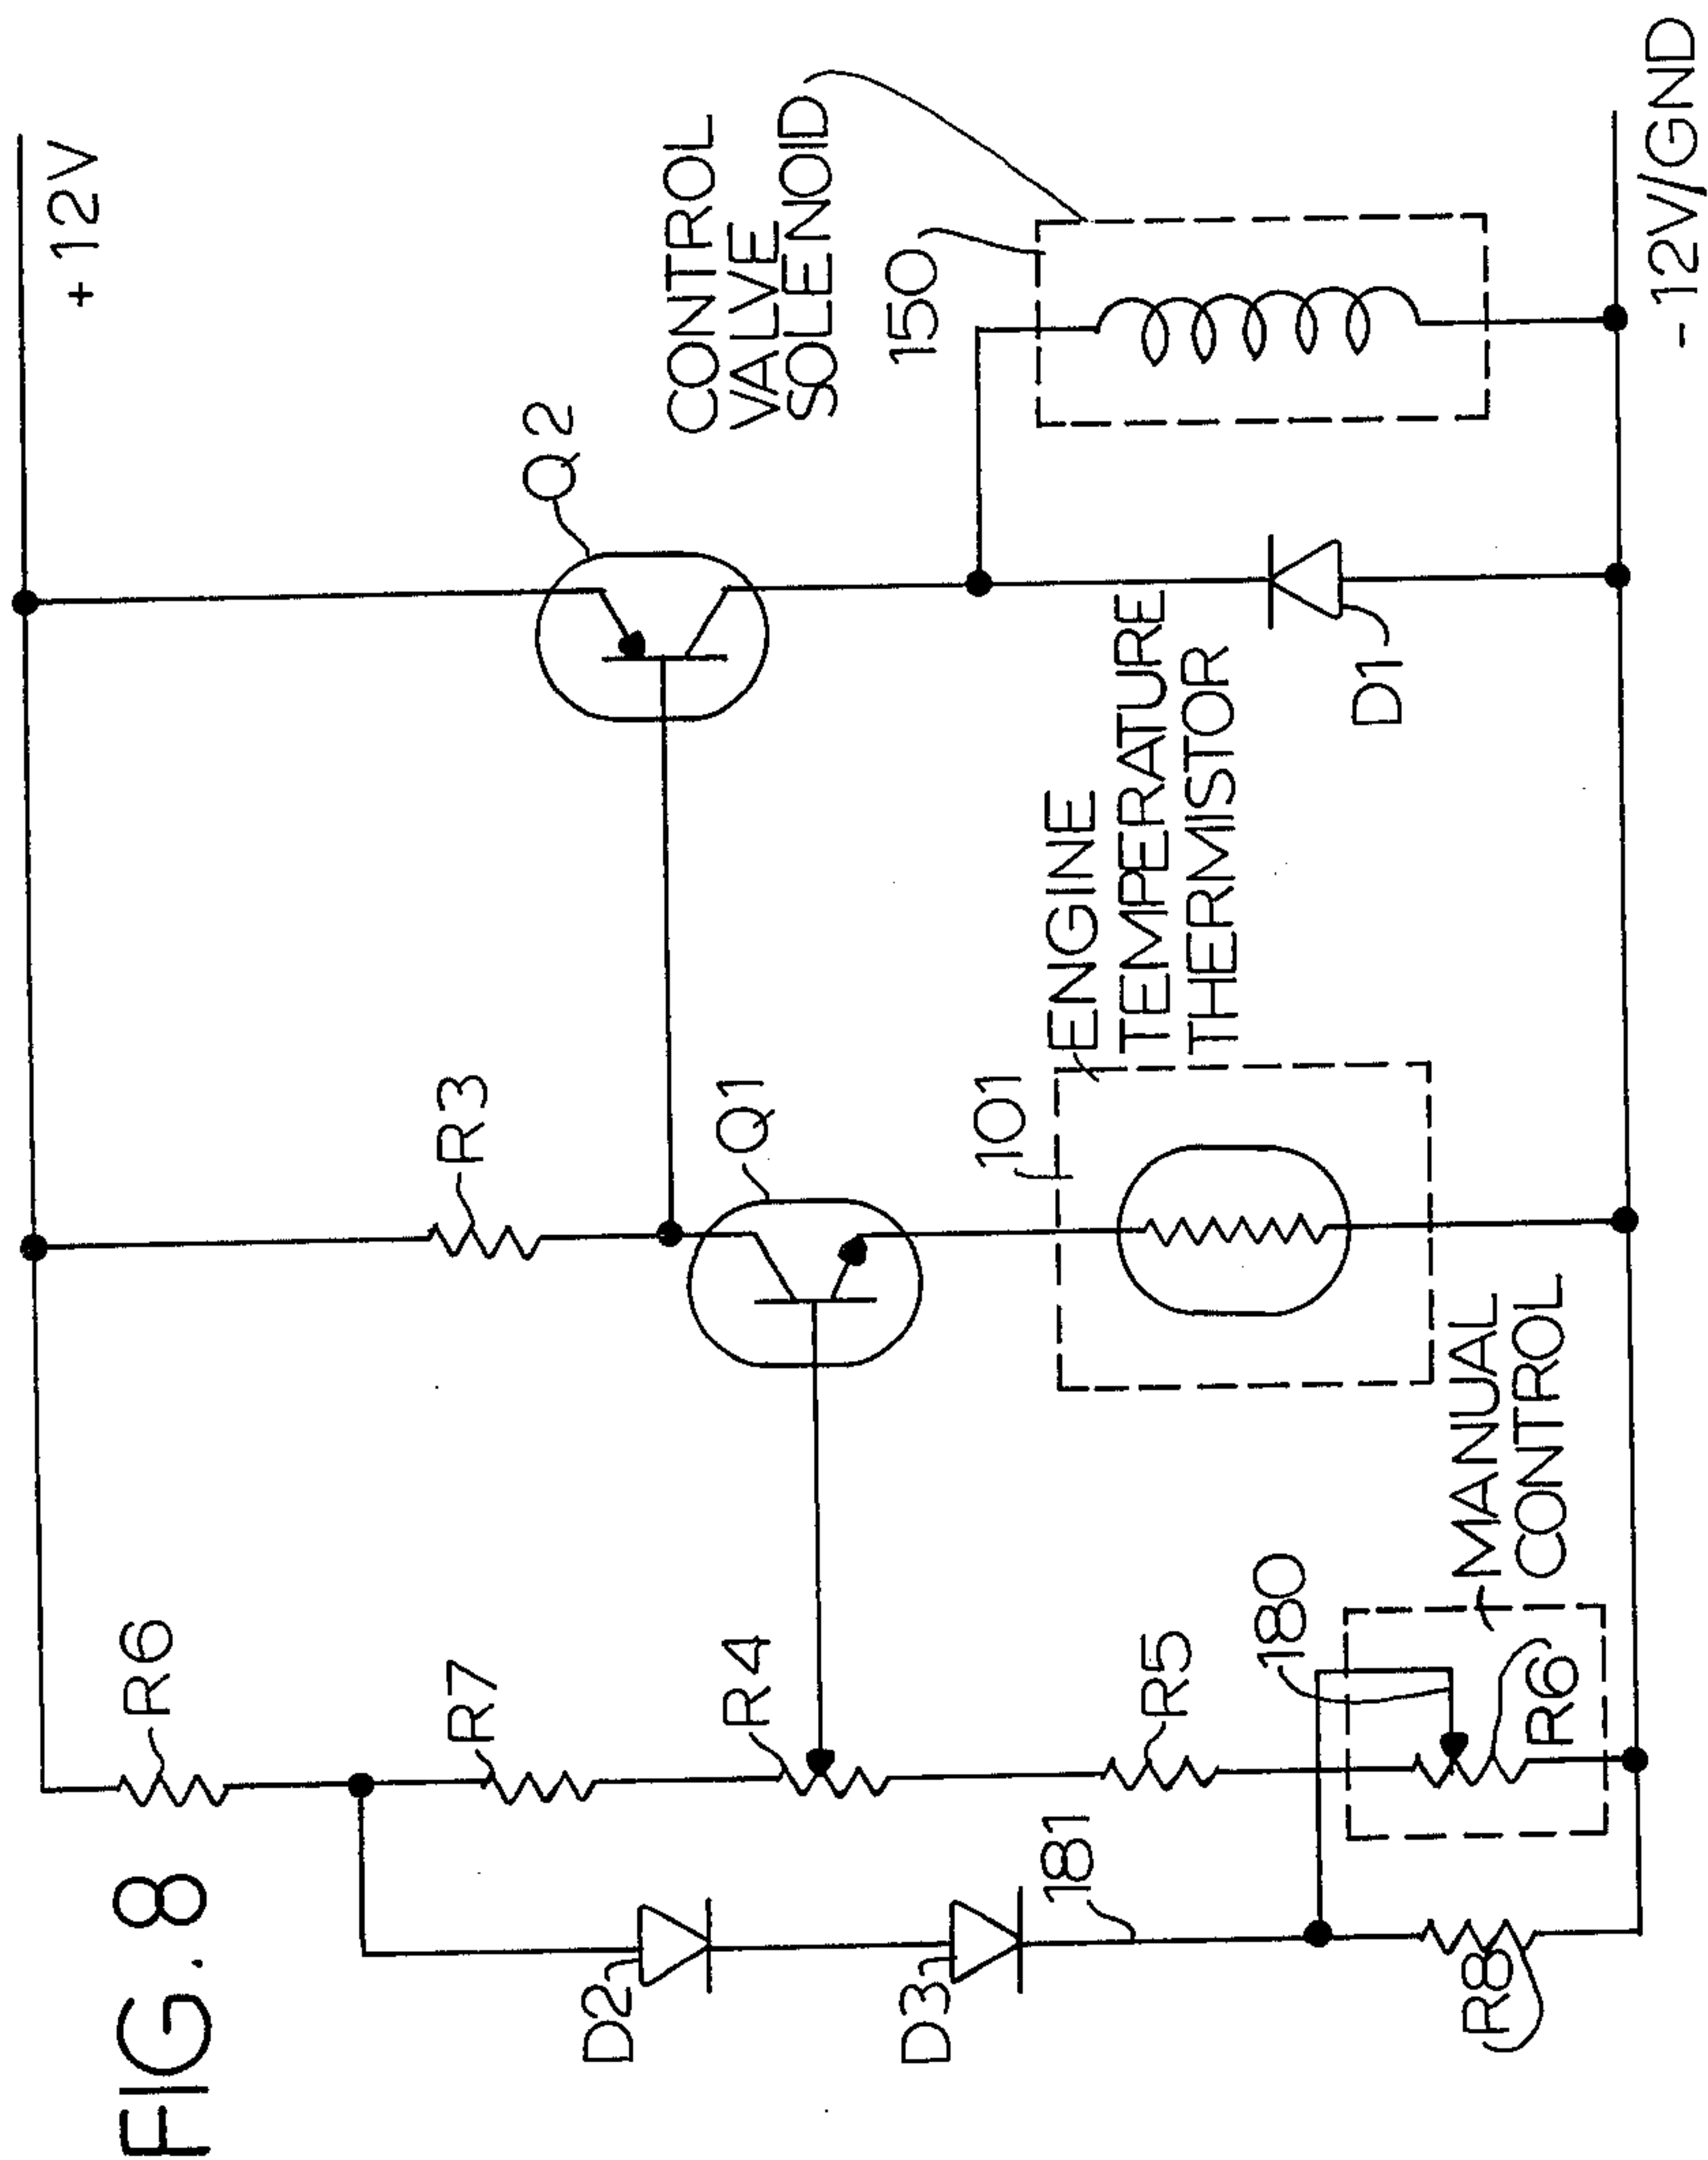 FIG. 8
+12V
R6
R3
Q2
R7
Q1
CONTROL
VALVE
SOLENOID
R4
150
D2
101
ENGINE
TEMPERATURE
THERMISTOR
D3
181
R5
180
D1
MANUAL
CONTROL
R8
R6
-12V/GND